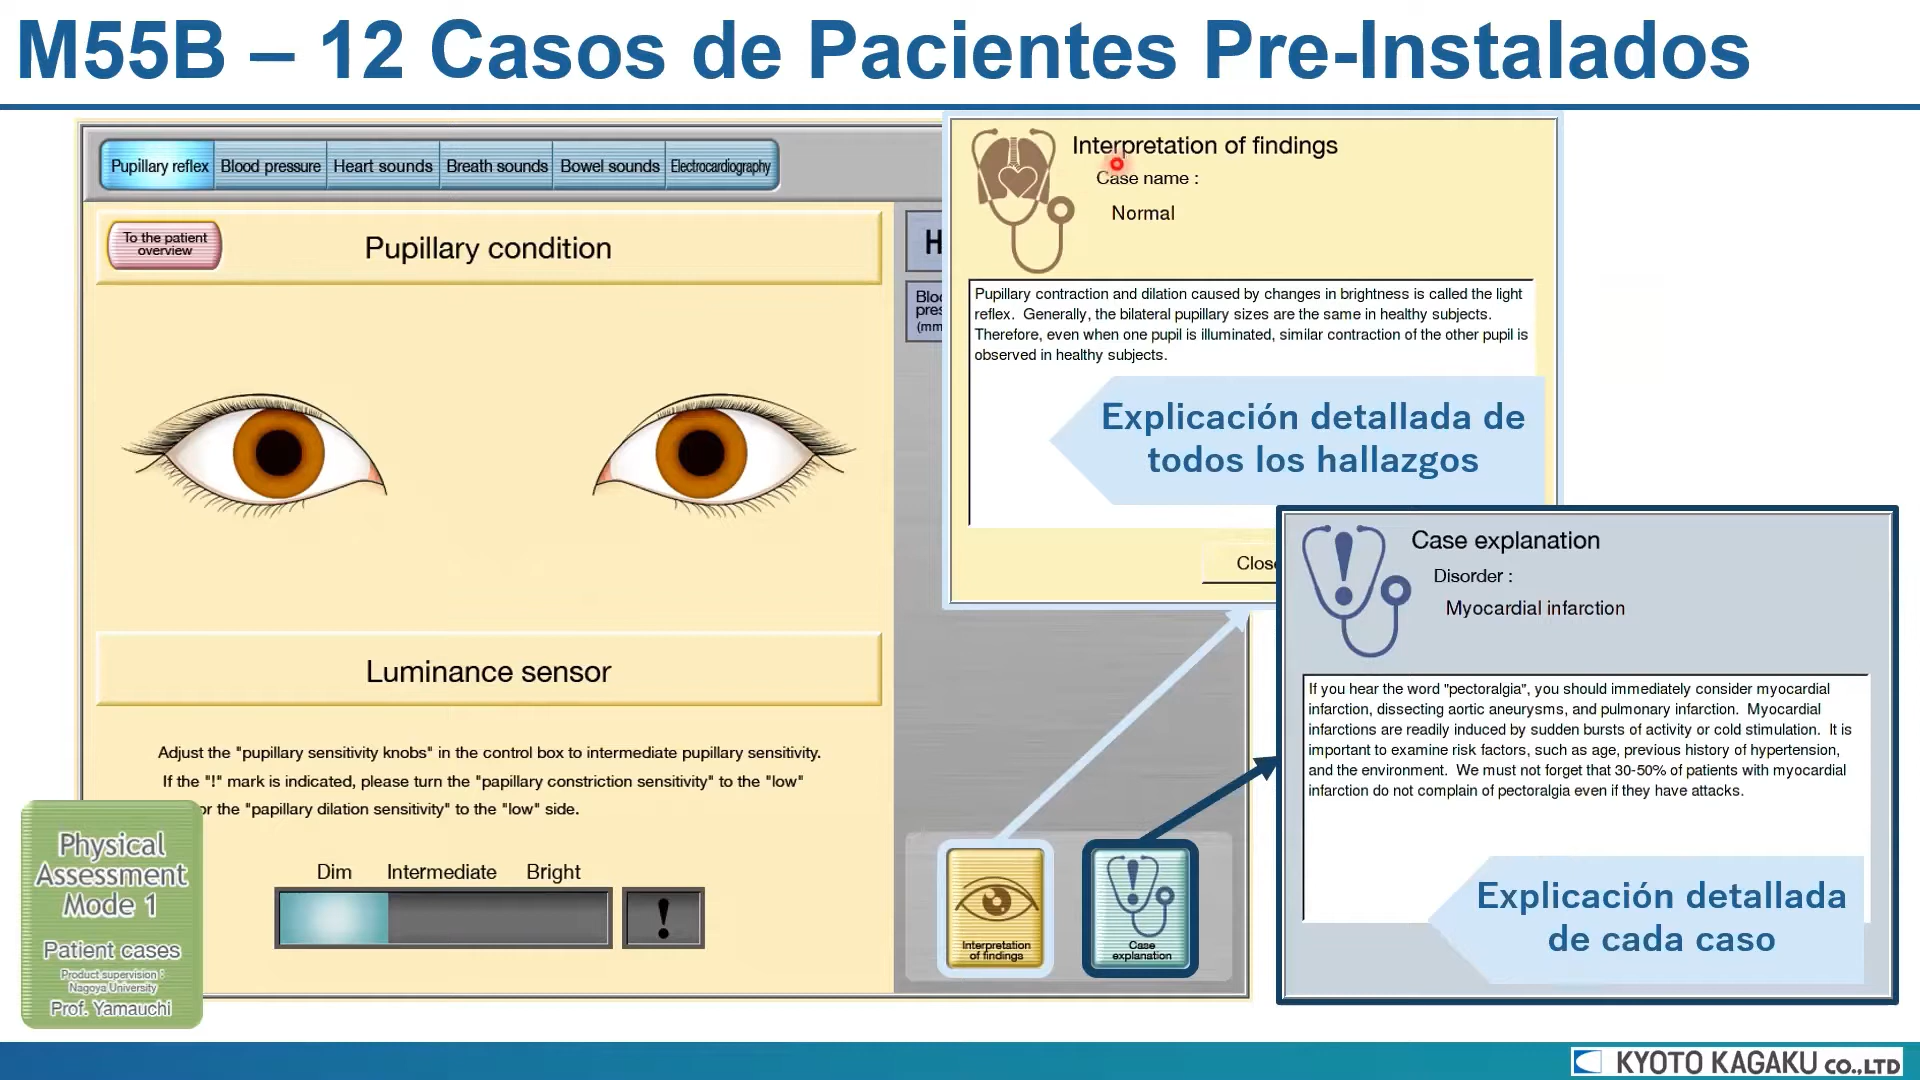 M55B – 12 Casos de Pacientes Pre-Instalados
Pupillary reflex
Blood pressure
Heart sounds
Breath sounds
Bowel sounds
Electrocardiography
To the patient
overview
Pupillary condition
Luminance sensor
Adjust the "pupillary sensitivity knobs" in the control box to intermediate pupillary sensitivity.
If the "!" mark is indicated, please turn the "papillary constriction sensitivity" to the "low"
or the "papillary dilation sensitivity" to the "low" side.
Dim
Intermediate
Bright
!
Physical
Assessment
Mode 1
Patient cases
Product supervision :
Nagoya University
Prof. Yamauchi
H
Bloo
pres
(mm
Interpretation of findings
Case name :
Normal
Pupillary contraction and dilation caused by changes in brightness is called the light
reflex. Generally, the bilateral pupillary sizes are the same in healthy subjects.
Therefore, even when one pupil is illuminated, similar contraction of the other pupil is
observed in healthy subjects.
Explicación detallada de
todos los hallazgos
Close
Interpretation
of findings
Case
explanation
Case explanation
Disorder :
Myocardial infarction
If you hear the word "pectoralgia", you should immediately consider myocardial
infarction, dissecting aortic aneurysms, and pulmonary infarction. Myocardial
infarctions are readily induced by sudden bursts of activity or cold stimulation. It is
important to examine risk factors, such as age, previous history of hypertension,
and the environment. We must not forget that 30-50% of patients with myocardial
infarction do not complain of pectoralgia even if they have attacks.
Explicación detallada
de cada caso
KYOTO KAGAKU CO.,LTD